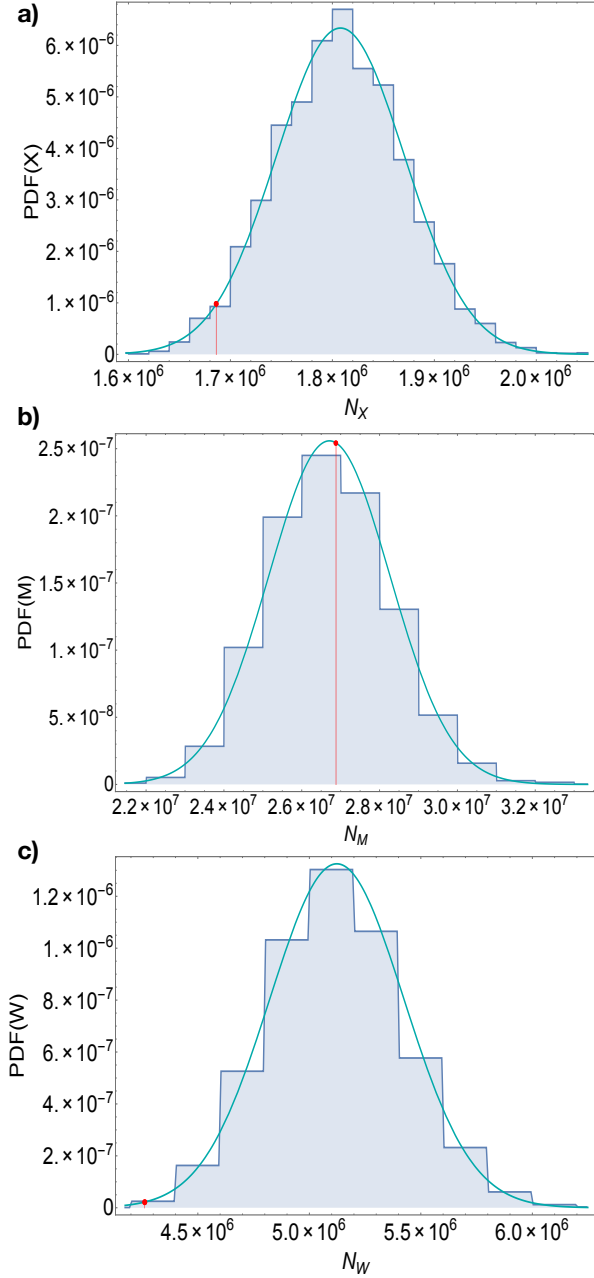 a)
PDF(X)
6. × 10⁻⁶
5. × 10⁻⁶
4. × 10⁻⁶
3. × 10⁻⁶
2. × 10⁻⁶
1. × 10⁻⁶
0
1.6 × 10⁶ 1.7 × 10⁶ 1.8 × 10⁶ 1.9 × 10⁶ 2.0 × 10⁶
N_X
b)
PDF(M)
2.5 × 10⁻⁷
2. × 10⁻⁷
1.5 × 10⁻⁷
1. × 10⁻⁷
5. × 10⁻⁸
0
2.2 × 10⁷ 2.4 × 10⁷ 2.6 × 10⁷ 2.8 × 10⁷ 3.0 × 10⁷ 3.2 × 10⁷
N_M
c)
PDF(W)
1.2 × 10⁻⁶
1. × 10⁻⁶
8. × 10⁻⁷
6. × 10⁻⁷
4. × 10⁻⁷
2. × 10⁻⁷
0
4.5 × 10⁶ 5.0 × 10⁶ 5.5 × 10⁶ 6.0 × 10⁶
N_W